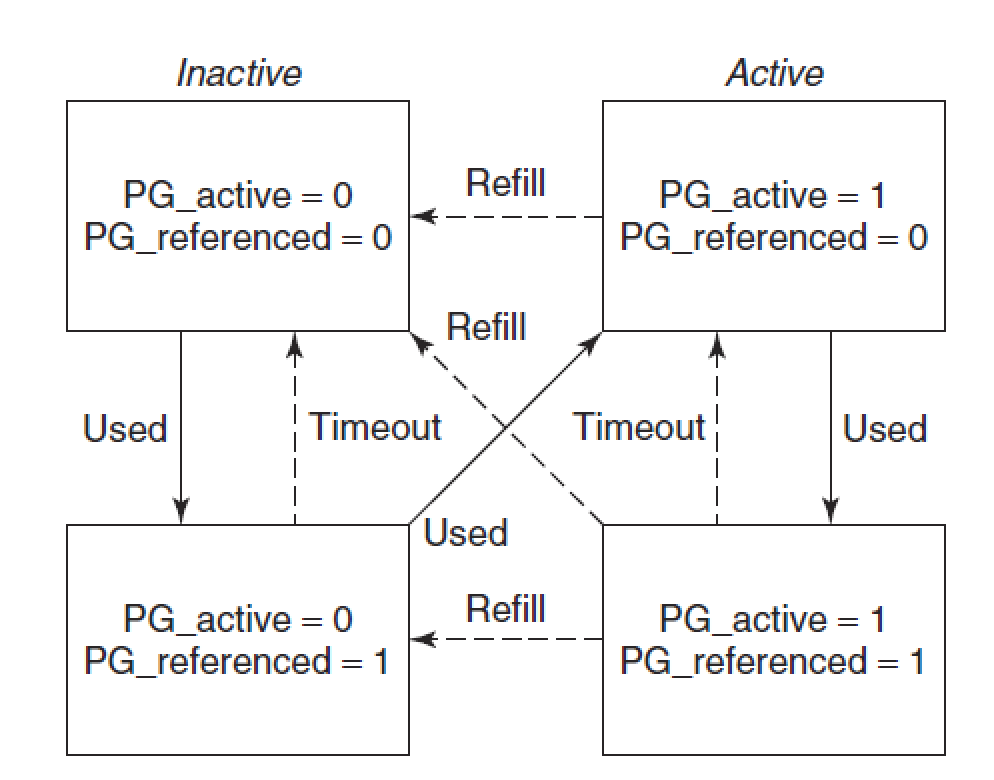 Inactive
Active
PG_active = 0
PG_referenced = 0
Refill
PG_active = 1
PG_referenced = 0
Refill
Used
Timeout
Timeout
Used
Used
PG_active = 0
PG_referenced = 1
Refill
PG_active = 1
PG_referenced = 1